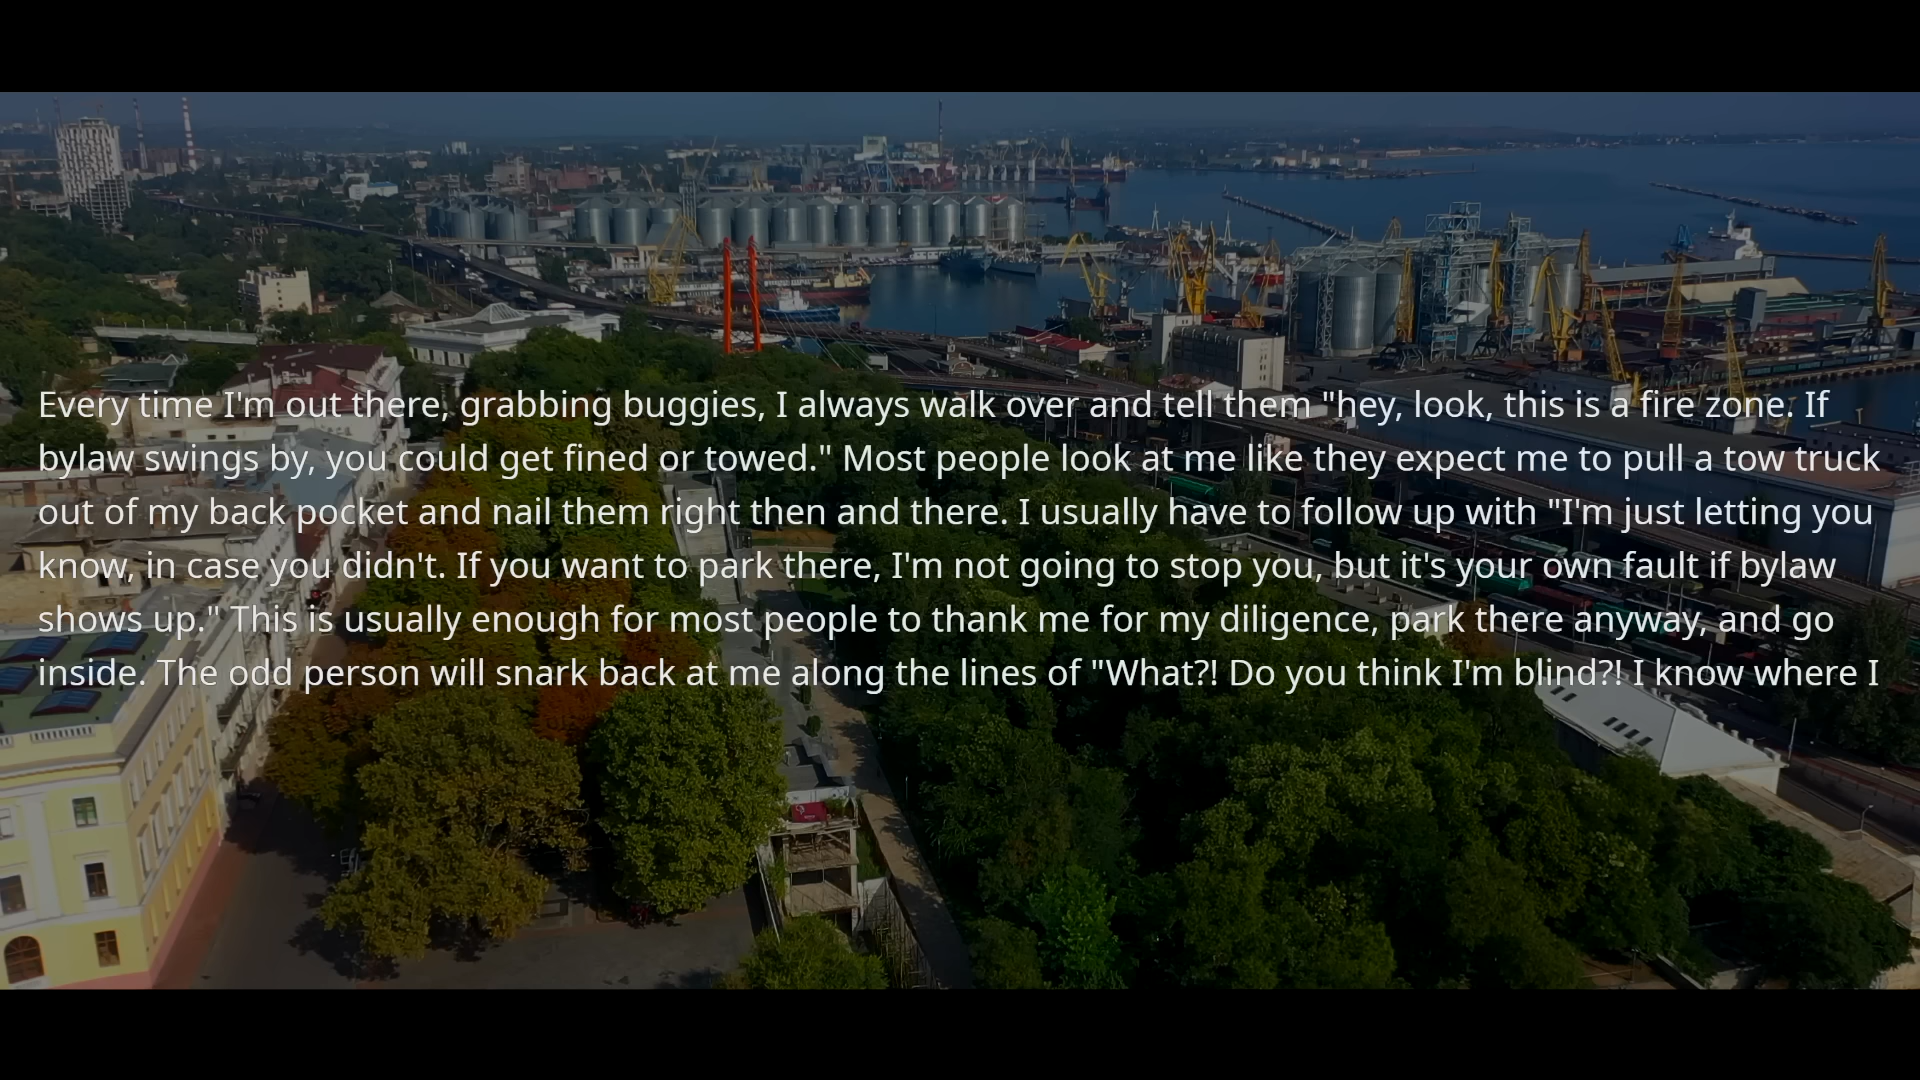 Every time I'm out there, grabbing buggies, I always walk over and tell them "hey, look, this is a fire zone. If
bylaw swings by, you could get fined or towed." Most people look at me like they expect me to pull a tow truck
out of my back pocket and nail them right then and there. I usually have to follow up with "I'm just letting you
know, in case you didn't. If you want to park there, I'm not going to stop you, but it's your own fault if bylaw
shows up." This is usually enough for most people to thank me for my diligence, park there anyway, and go
inside. The odd person will snark back at me along the lines of "What?! Do you think I'm blind?! I know where I